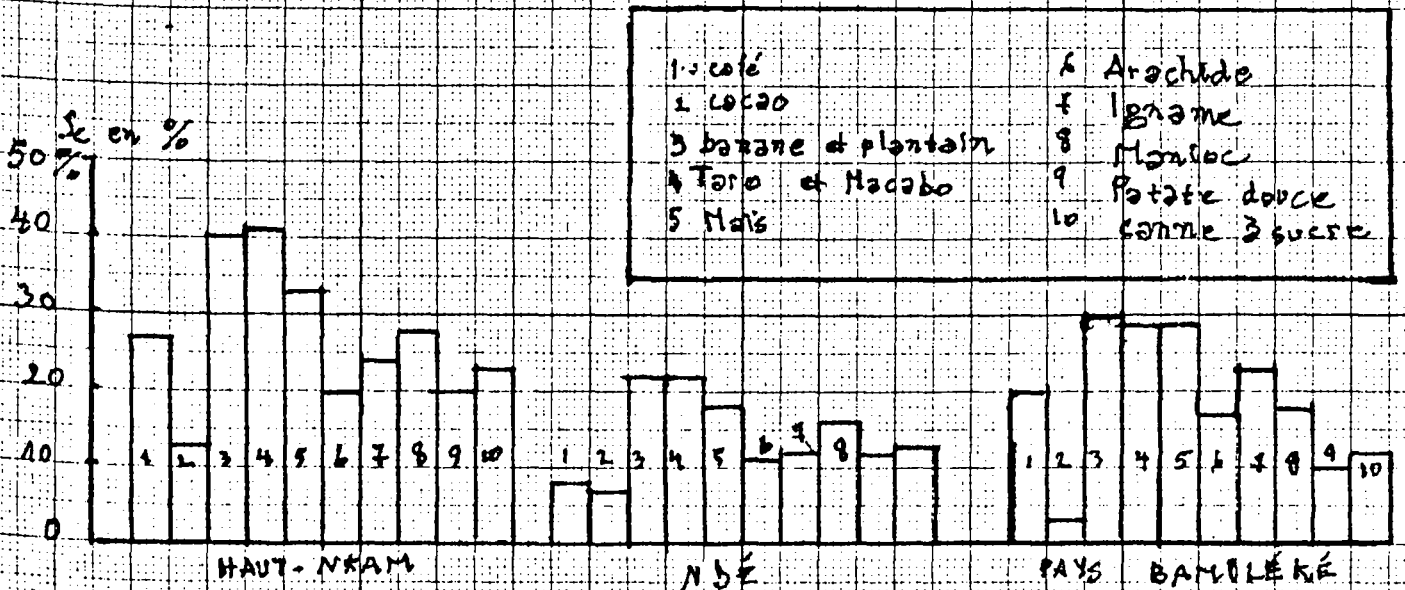 1 café
2 cacao
3 banane et plantain
4 Taro et Macabo
5 Maïs
6 Arachide
7 Igname
8 Manioc
9 Patate douce
10 canne à sucre
Sc en %
50 %
40
30
20
10
0
1 2 3 4 5 6 7 8 9 10
1 2 3 4 5 6 7 8
1 2 3 4 5 6 7 8 9 10
HAUT-NKAM
NDÉ
PAYS BAMILÉKÉ